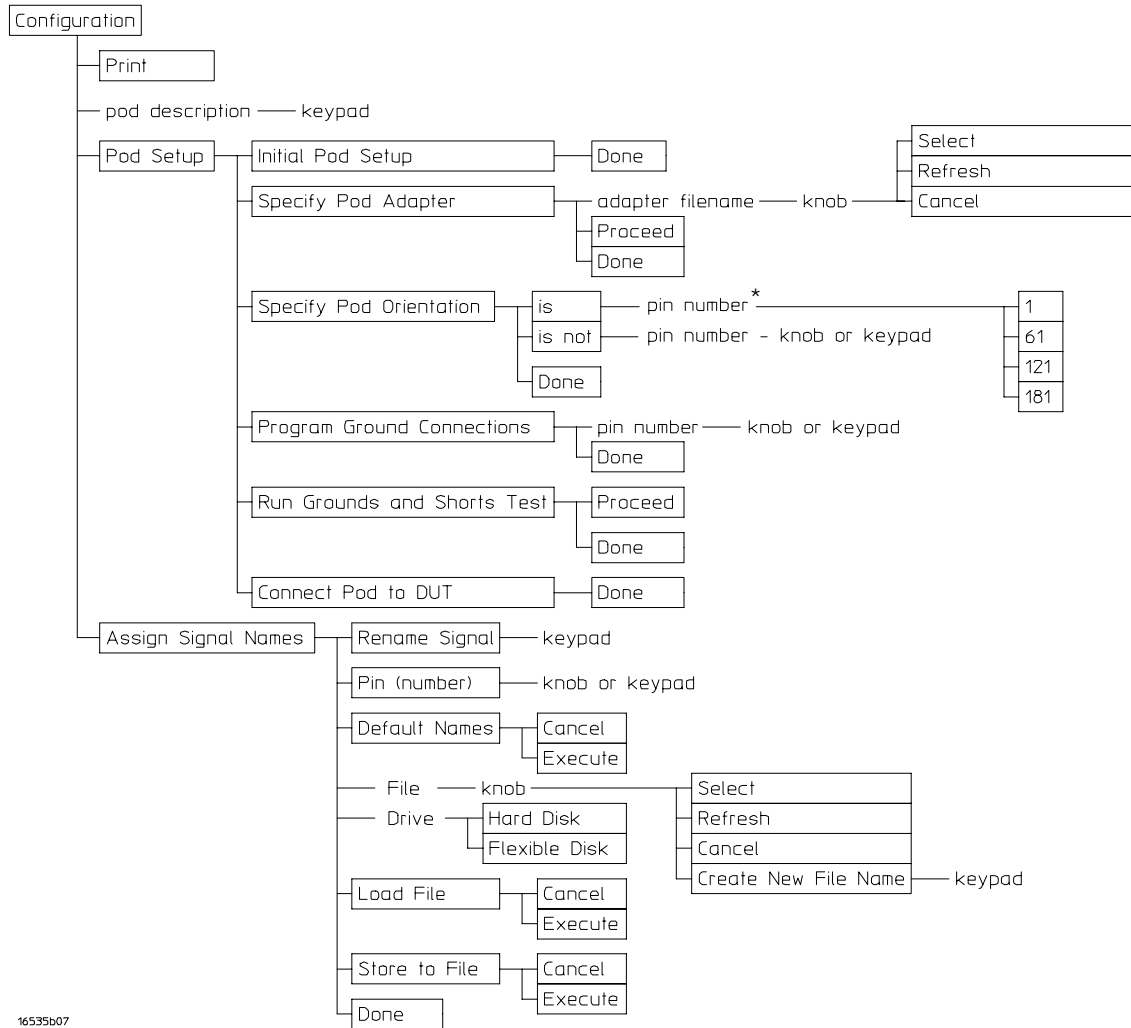 Configuration
Print
pod description keypad
Pod Setup Initial Pod Setup Done Select
Refresh
Specify Pod Adapter adapter filename knob Cancel
Proceed
Done
Specify Pod Orientation is pin number* 1
is not pin number - knob or keypad 61
121
Done
181
Program Ground Connections pin number knob or keypad
Done
Run Grounds and Shorts Test Proceed
Done
Connect Pod to DUT Done
Assign Signal Names Rename Signal keypad
Pin (number) knob or keypad
Default Names Cancel
Execute
File knob Select
Drive Hard Disk Refresh
Flexible Disk Cancel
Create New File Name keypad
Load File Cancel
Execute
Store to File Cancel
Execute
Done
16535b07